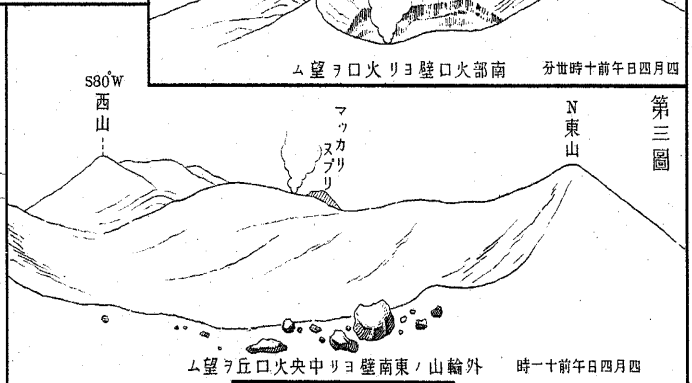 四月四日午前十時丗分 南部火口壁ヨリ火口ヲ望ム
第三圖
N
東山
マッカリ
ヌプリ
S80°W
西山
四月四日午前十一時 外輪山ノ東南壁ヨリ中央火口丘ヲ望ム